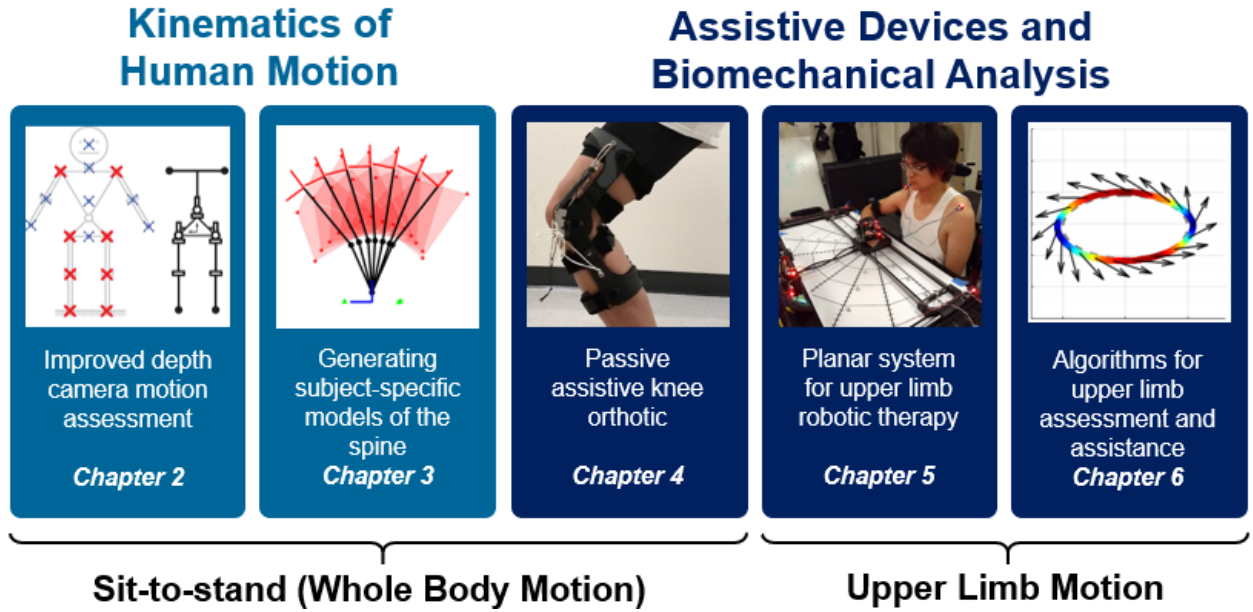 Kinematics of
Human Motion
Assistive Devices and
Biomechanical Analysis
Improved depth
camera motion
assessment
Chapter 2
Generating
subject-specific
models of the
spine
Chapter 3
Passive
assistive knee
orthotic
Chapter 4
Planar system
for upper limb
robotic therapy
Chapter 5
Algorithms for
upper limb
assessment and
assistance
Chapter 6
Sit-to-stand (Whole Body Motion)
Upper Limb Motion